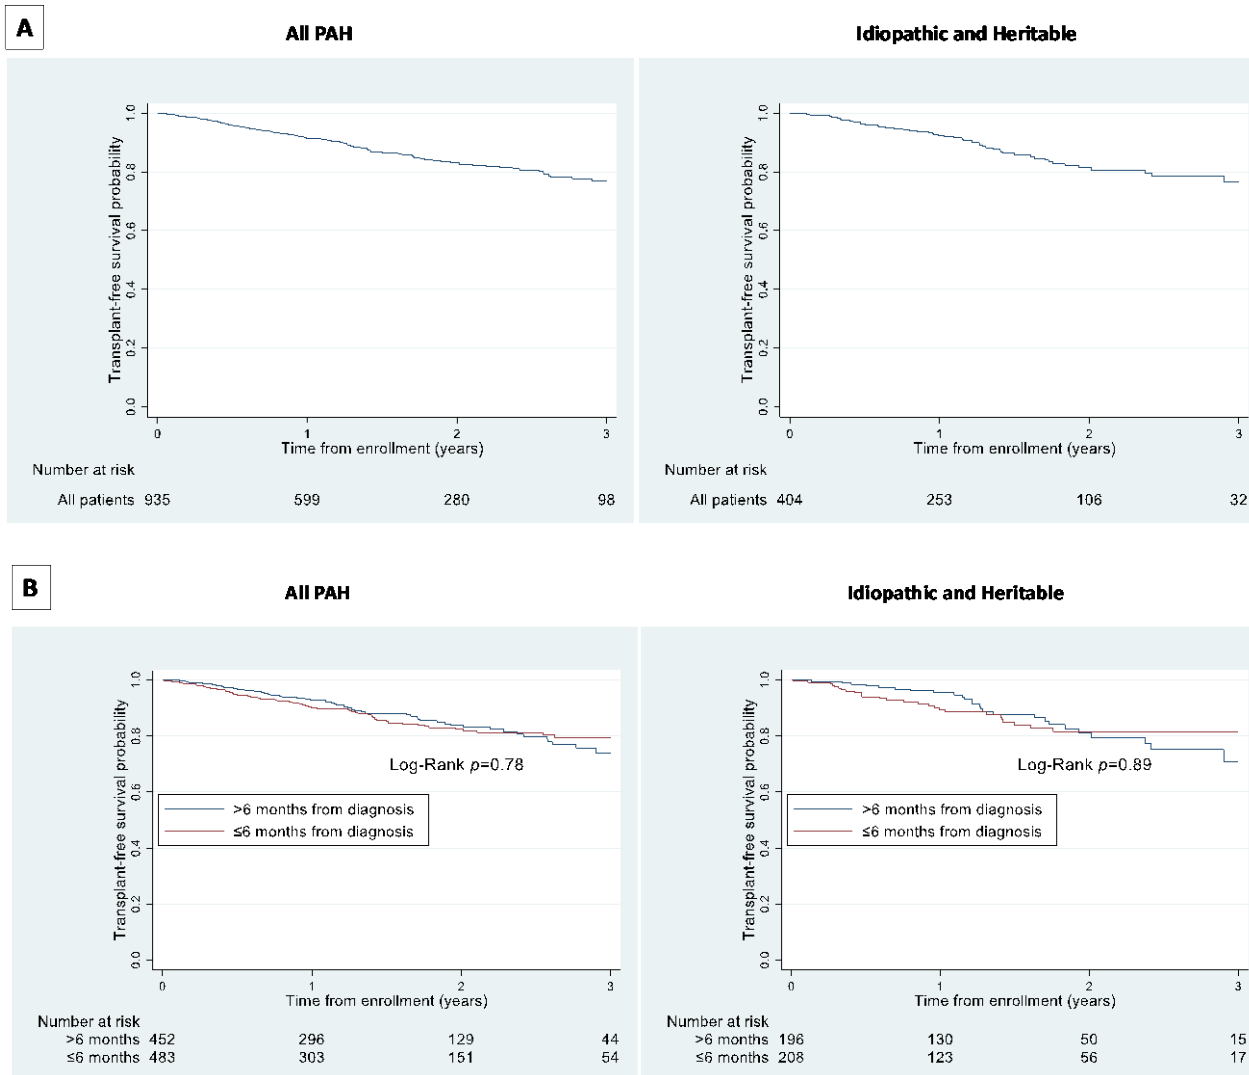 A
All PAH
Idiopathic and Heritable
Transplant-free survival probability
1.0
0.8
0.6
0.4
0.2
0.0
0 1 2 3
Time from enrollment (years)
Number at risk
All patients 935 599 280 98
Transplant-free survival probability
1.0
0.8
0.6
0.4
0.2
0.0
0 1 2 3
Time from enrollment (years)
Number at risk
All patients 404 253 106 32
B
All PAH
Idiopathic and Heritable
Transplant-free survival probability
1.0
0.8
0.6
0.4
0.2
0.0
Log-Rank p=0.78
>6 months from diagnosis
≤6 months from diagnosis
0 1 2 3
Time from enrollment (years)
Number at risk
>6 months 452 296 129 44
≤6 months 483 303 151 54
Transplant-free survival probability
1.0
0.8
0.6
0.4
0.2
0.0
Log-Rank p=0.89
>6 months from diagnosis
≤6 months from diagnosis
0 1 2 3
Time from enrollment (years)
Number at risk
>6 months 196 130 50 15
≤6 months 208 123 56 17